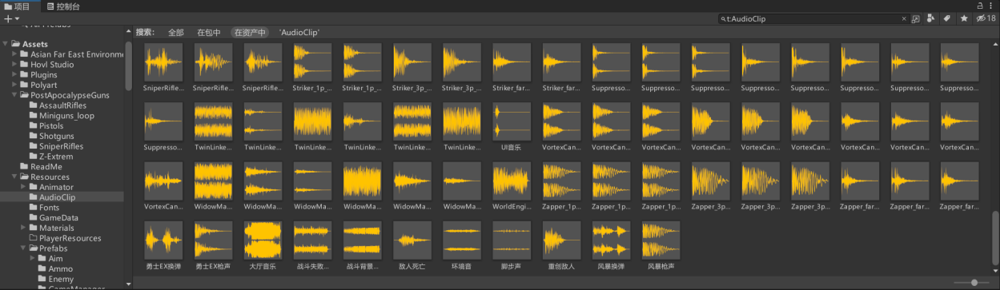 项目 控制台
t:AudioClip 18
All Prefabs
搜索： 全部 在包中 在资产中 'AudioClip'
Assets
Asian Far East Environme
Hovl Studio
Plugins
Polyart
PostApocalypseGuns
AssaultRifles
Miniguns_loop
Pistols
Shotguns
SniperRifles
Z-Extrem
ReadMe
Resources
Animator
AudioClip
Fonts
GameData
Materials
PlayerResources
Prefabs
Aim
Ammo
Enemy
GameManager
SniperRifle... SniperRifle... SniperRifle... Striker_1p_... Striker_1p_... Striker_3p_... Striker_3p_... Striker_far... Striker_far... Suppresso... Suppresso... Suppresso... Suppresso... Suppresso... Suppresso... Suppresso... Suppresso...
Suppresso... TwinLinke... TwinLinke... TwinLinke... TwinLinke... TwinLinke... TwinLinke... UI音乐 VortexCan... VortexCan... VortexCan... VortexCan... VortexCan... VortexCan... VortexCan... VortexCan... VortexCan...
VortexCan... WidowMa... WidowMa... WidowMa... WidowMa... WidowMa... WidowMa... WorldEngi... Zapper_1p... Zapper_1p... Zapper_1p... Zapper_3p... Zapper_3p... Zapper_3p... Zapper_far... Zapper_far... Zapper_far...
勇士EX换弹 勇士EX枪声 大厅音乐 战斗失败... 战斗背景... 敌人死亡 环境音 脚步声 重创敌人 风暴换弹 风暴枪声